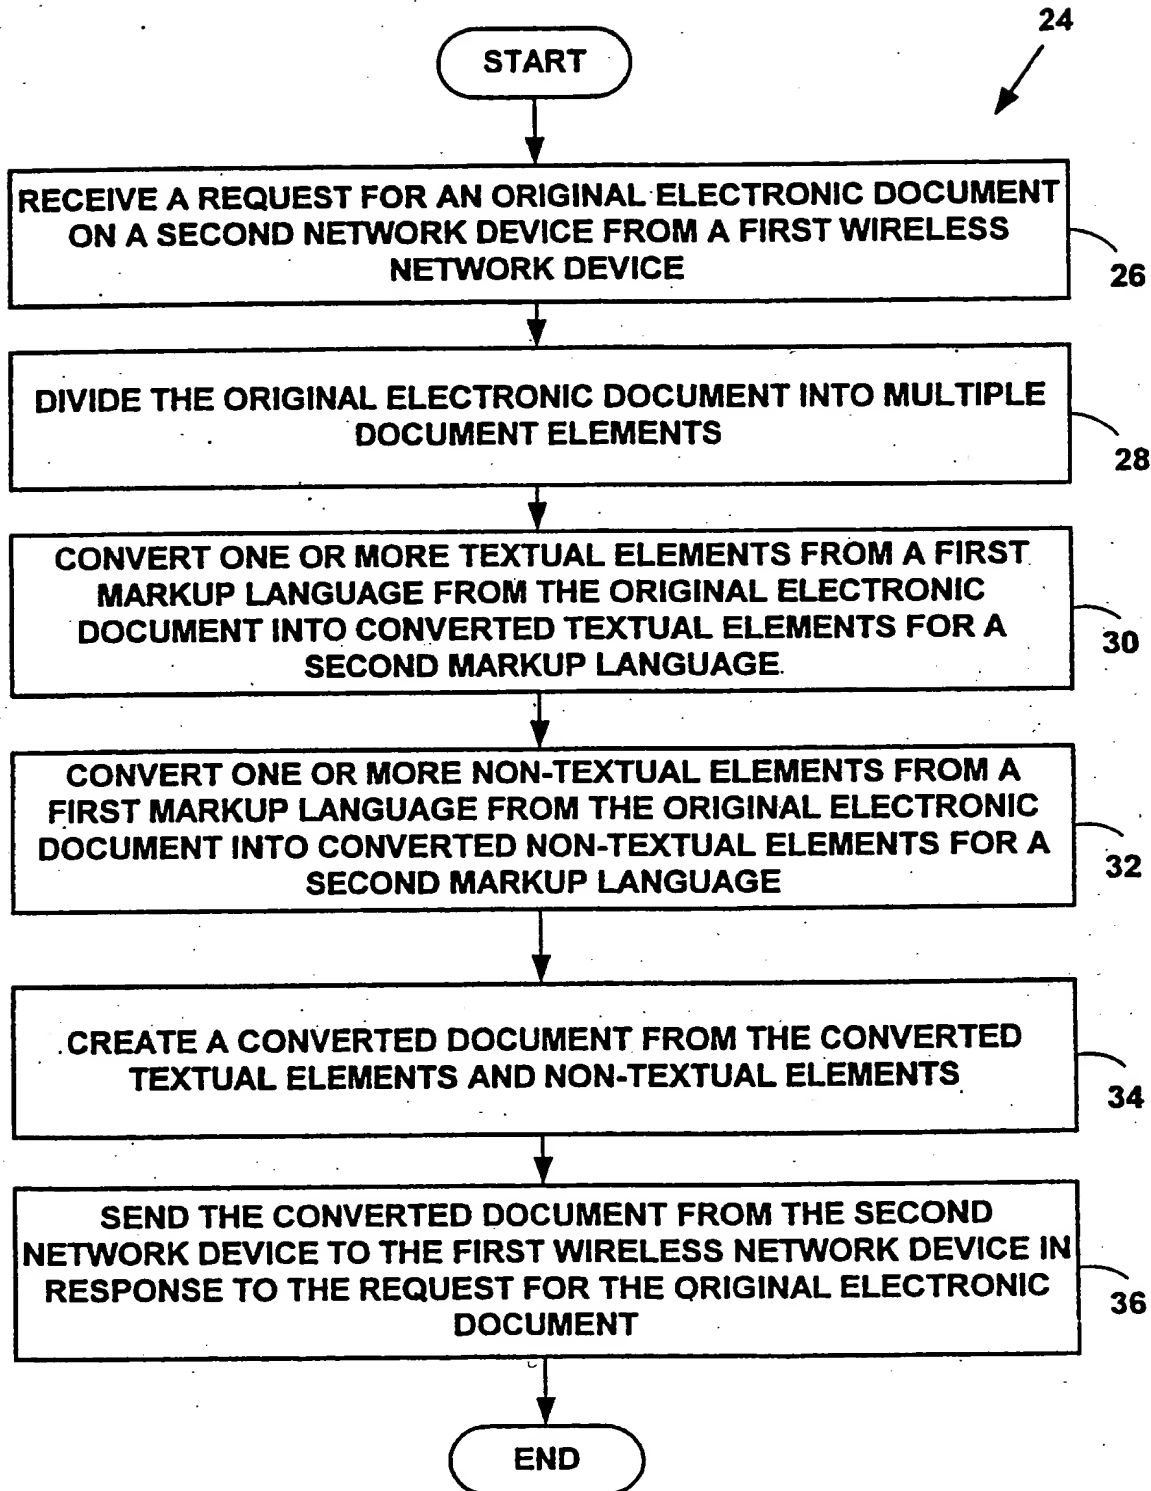 24
START
RECEIVE A REQUEST FOR AN ORIGINAL ELECTRONIC DOCUMENT
ON A SECOND NETWORK DEVICE FROM A FIRST WIRELESS
NETWORK DEVICE
26
DIVIDE THE ORIGINAL ELECTRONIC DOCUMENT INTO MULTIPLE
DOCUMENT ELEMENTS
28
CONVERT ONE OR MORE TEXTUAL ELEMENTS FROM A FIRST
MARKUP LANGUAGE FROM THE ORIGINAL ELECTRONIC
DOCUMENT INTO CONVERTED TEXTUAL ELEMENTS FOR A
SECOND MARKUP LANGUAGE
30
CONVERT ONE OR MORE NON-TEXTUAL ELEMENTS FROM A
FIRST MARKUP LANGUAGE FROM THE ORIGINAL ELECTRONIC
DOCUMENT INTO CONVERTED NON-TEXTUAL ELEMENTS FOR A
SECOND MARKUP LANGUAGE
32
CREATE A CONVERTED DOCUMENT FROM THE CONVERTED
TEXTUAL ELEMENTS AND NON-TEXTUAL ELEMENTS
34
SEND THE CONVERTED DOCUMENT FROM THE SECOND
NETWORK DEVICE TO THE FIRST WIRELESS NETWORK DEVICE IN
RESPONSE TO THE REQUEST FOR THE ORIGINAL ELECTRONIC
DOCUMENT
36
END